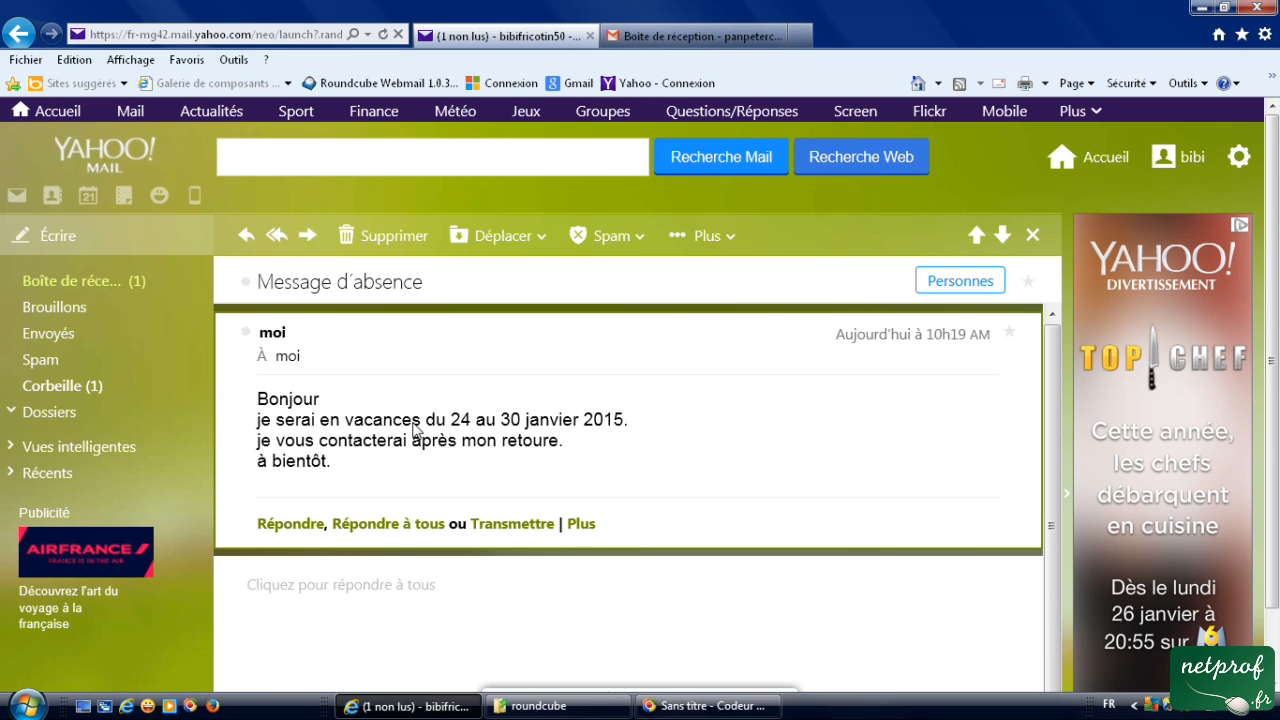 https://fr-mg42.mail.yahoo.com/neo/launch?.rand
(1 non lus) - bibifricotin50 -...
Boîte de réception - panpeterc...
Fichier Edition Affichage Favoris Outils ?
Sites suggérés
Galerie de composants ...
Roundcube Webmail 1.0.3...
Connexion
Gmail
Yahoo - Connexion
Page
Sécurité
Outils
Accueil Mail Actualités Sport Finance Météo Jeux Groupes Questions/Réponses Screen Flickr Mobile Plus
YAHOO!
MAIL
Recherche Mail
Recherche Web
Accueil
bibi
21
Écrire
Supprimer
Déplacer
Spam
Plus
Boîte de réce... (1)
Brouillons
Envoyés
Spam
Corbeille (1)
Dossiers
Vues intelligentes
Récents
Publicité
AIRFRANCE
FRANCE IS IN THE AIR
Découvrez l'art du
voyage à la
française
Message d´absence
Personnes
moi
Aujourd'hui à 10h19 AM
À moi
Bonjour
je serai en vacances du 24 au 30 janvier 2015.
je vous contacterai après mon retoure.
à bientôt.
Répondre, Répondre à tous ou Transmettre | Plus
Cliquez pour répondre à tous
YAHOO!
DIVERTISSEMENT
TOP CHEF
Cette année,
les chefs
débarquent
en cuisine
Dès le lundi
26 janvier à
20:55 sur 6
netprof
.fr
(1 non lus) - bibifric...
roundcube
Sans titre - Codeur ...
FR